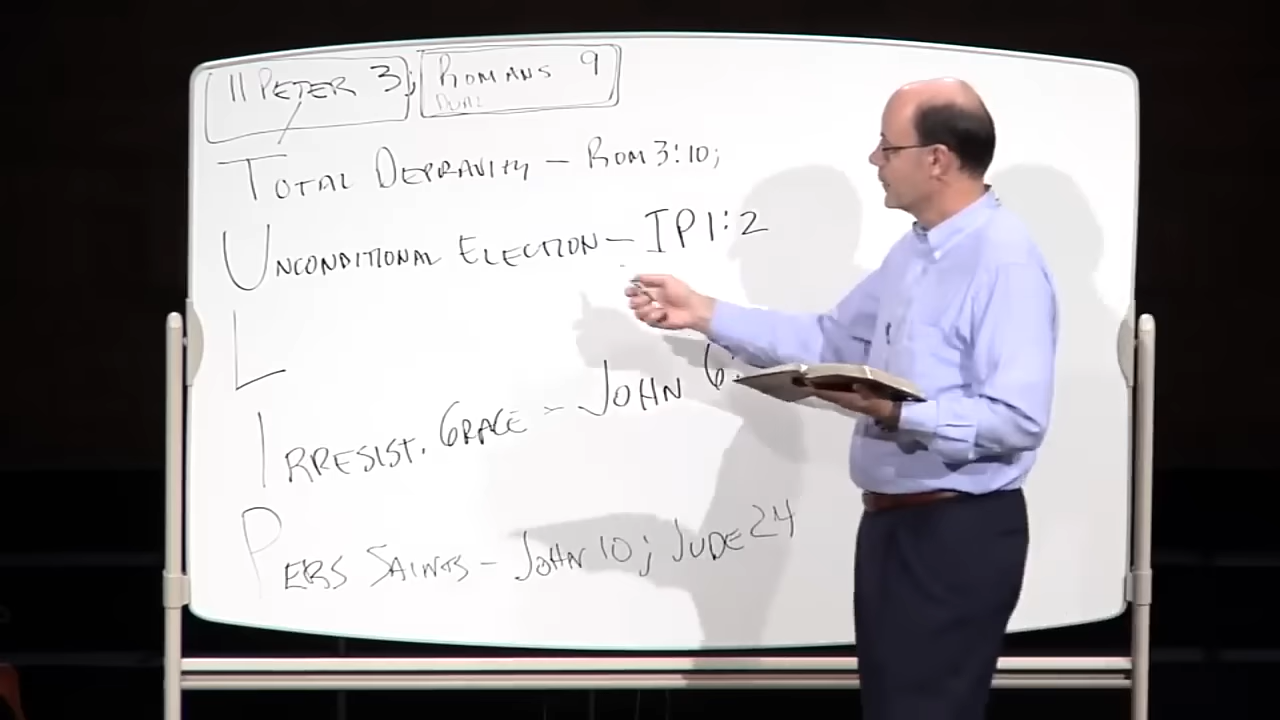 II PETER 3; ROMANS 9
DUAL
TOTAL DEPRAVITY - ROM 3:10;
UNCONDITIONAL ELECTION - I P 1:2
L
IRRESIST. GRACE - JOHN 6:
PERS SAINTS - JOHN 10; JUDE 24